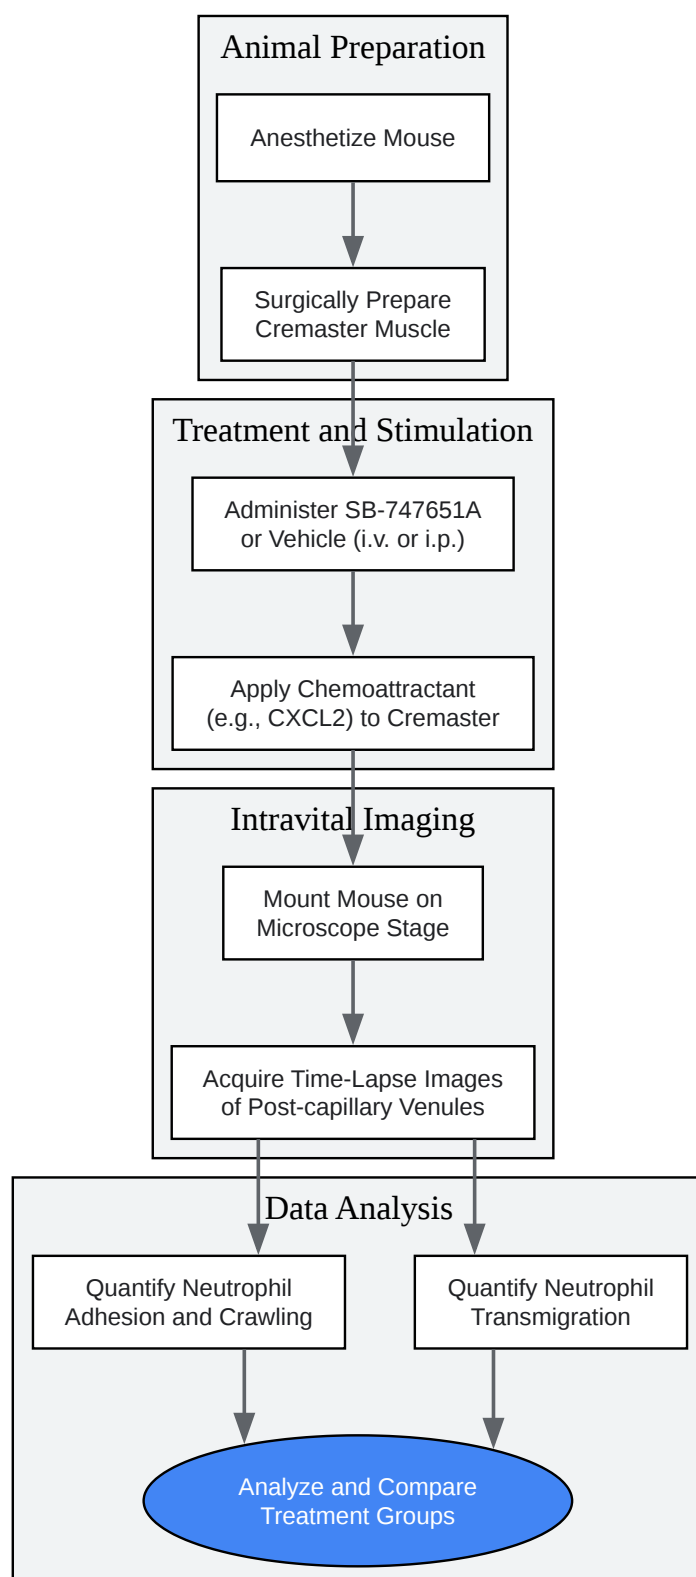 Animal Preparation
Anesthetize Mouse
Surgically Prepare
Cremaster Muscle
Treatment and Stimulation
Administer SB-747651A
or Vehicle (i.v. or i.p.)
Apply Chemoattractant
(e.g., CXCL2) to Cremaster
Intravital Imaging
Mount Mouse on
Microscope Stage
Acquire Time-Lapse Images
of Post-capillary Venules
Data Analysis
Quantify Neutrophil
Adhesion and Crawling
Quantify Neutrophil
Transmigration
Analyze and Compare
Treatment Groups